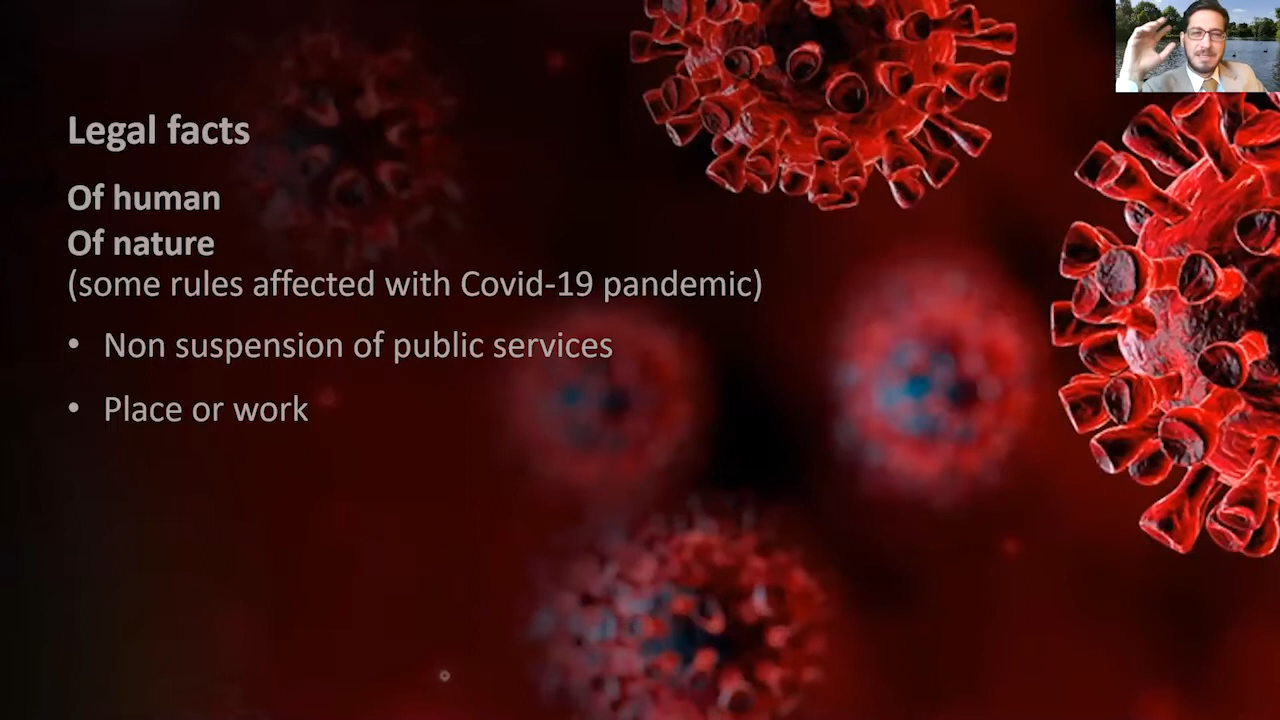 Legal facts
Of human
Of nature
(some rules affected with Covid-19 pandemic)
• Non suspension of public services
• Place or work